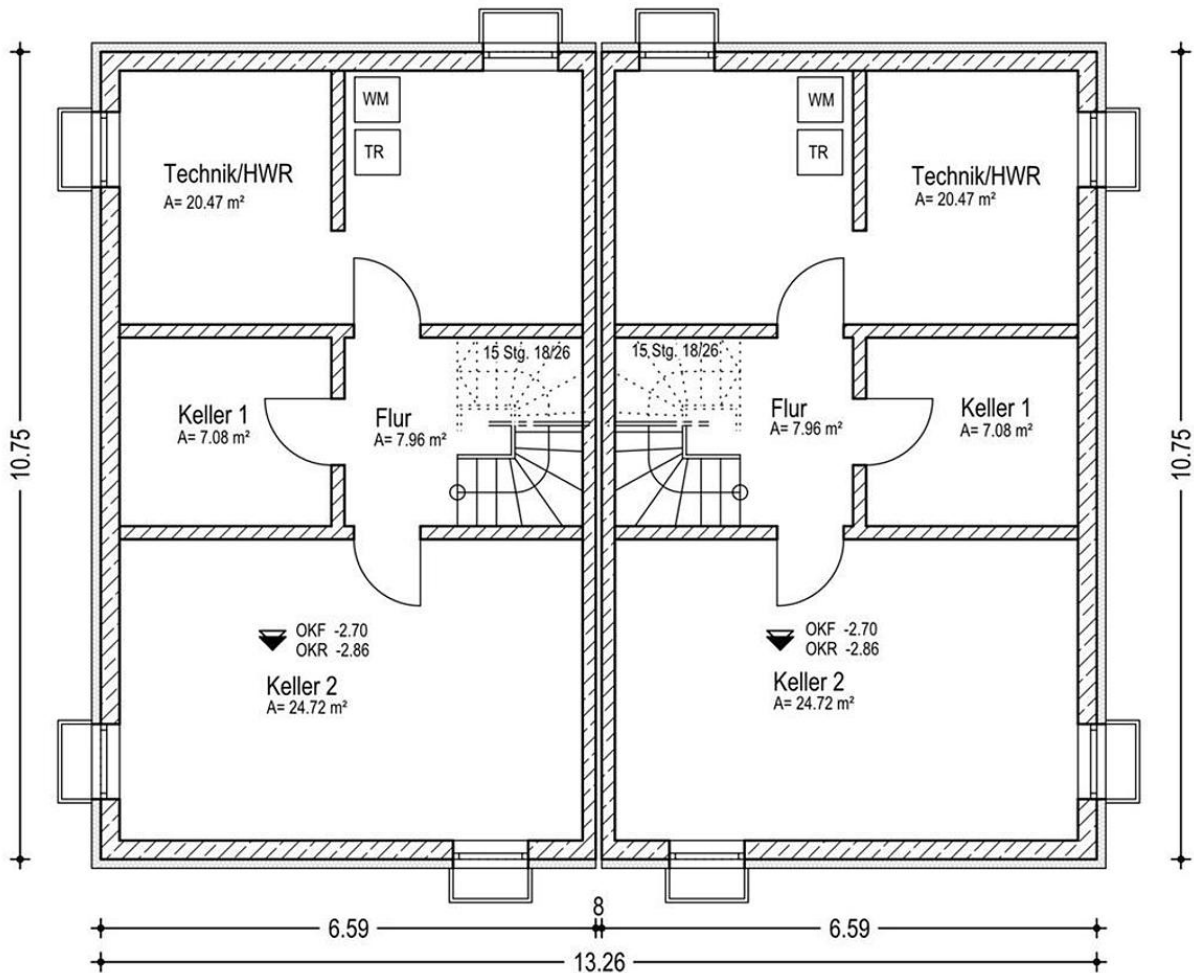 WM
WM
TR
TR
Technik/HWR
A= 20.47 m²
Technik/HWR
A= 20.47 m²
15 Stg. 18/26
15 Stg. 18/26
Keller 1
A= 7.08 m²
Flur
A= 7.96 m²
Flur
A= 7.96 m²
Keller 1
A= 7.08 m²
10.75
10.75
OKF -2.70
OKR -2.86
Keller 2
A= 24.72 m²
OKF -2.70
OKR -2.86
Keller 2
A= 24.72 m²
6.59
8
6.59
13.26